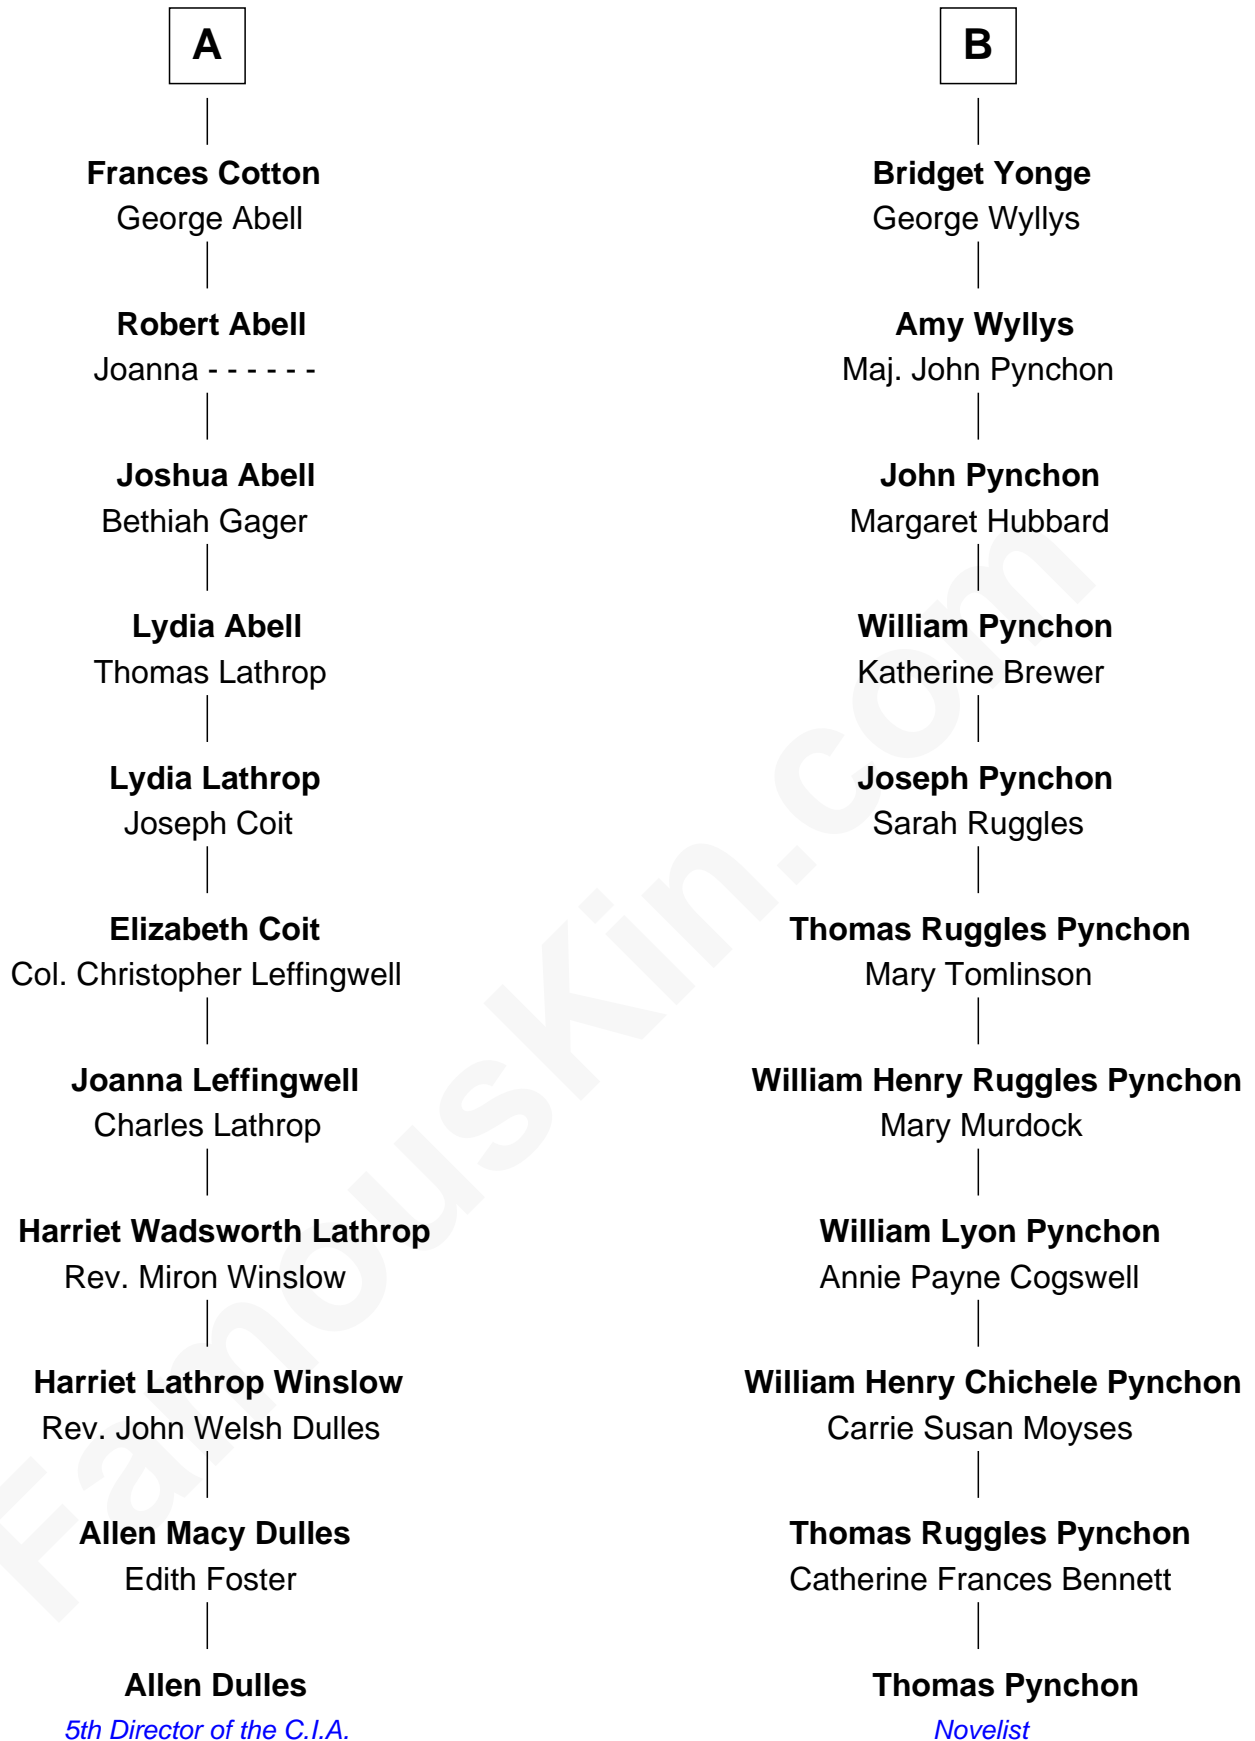 A
Frances Cotton
George Abell
Robert Abell
Joanna - - - - - -
Joshua Abell
Bethiah Gager
Lydia Abell
Thomas Lathrop
Lydia Lathrop
Joseph Coit
Elizabeth Coit
Col. Christopher Leffingwell
Joanna Leffingwell
Charles Lathrop
Harriet Wadsworth Lathrop
Rev. Miron Winslow
Harriet Lathrop Winslow
Rev. John Welsh Dulles
Allen Macy Dulles
Edith Foster
Allen Dulles
5th Director of the C.I.A.
B
Bridget Yonge
George Wyllys
Amy Wyllys
Maj. John Pynchon
John Pynchon
Margaret Hubbard
William Pynchon
Katherine Brewer
Joseph Pynchon
Sarah Ruggles
Thomas Ruggles Pynchon
Mary Tomlinson
William Henry Ruggles Pynchon
Mary Murdock
William Lyon Pynchon
Annie Payne Cogswell
William Henry Chichele Pynchon
Carrie Susan Moyses
Thomas Ruggles Pynchon
Catherine Frances Bennett
Thomas Pynchon
Novelist
FamousKin.com